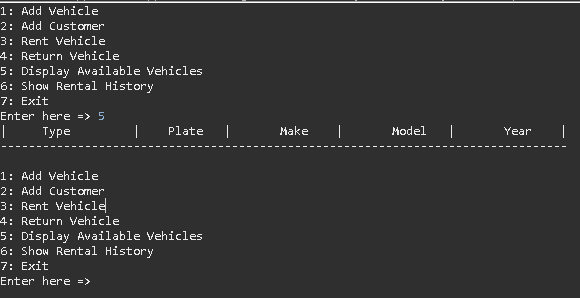 1: Add Vehicle
2: Add Customer
3: Rent Vehicle
4: Return Vehicle
5: Display Available Vehicles
6: Show Rental History
7: Exit
Enter here => 5
|     Type         |    Plate   |       Make    |       Model   |       Year    |
---------------------------------------------------------------------------------
1: Add Vehicle
2: Add Customer
3: Rent Vehicle
4: Return Vehicle
5: Display Available Vehicles
6: Show Rental History
7: Exit
Enter here =>